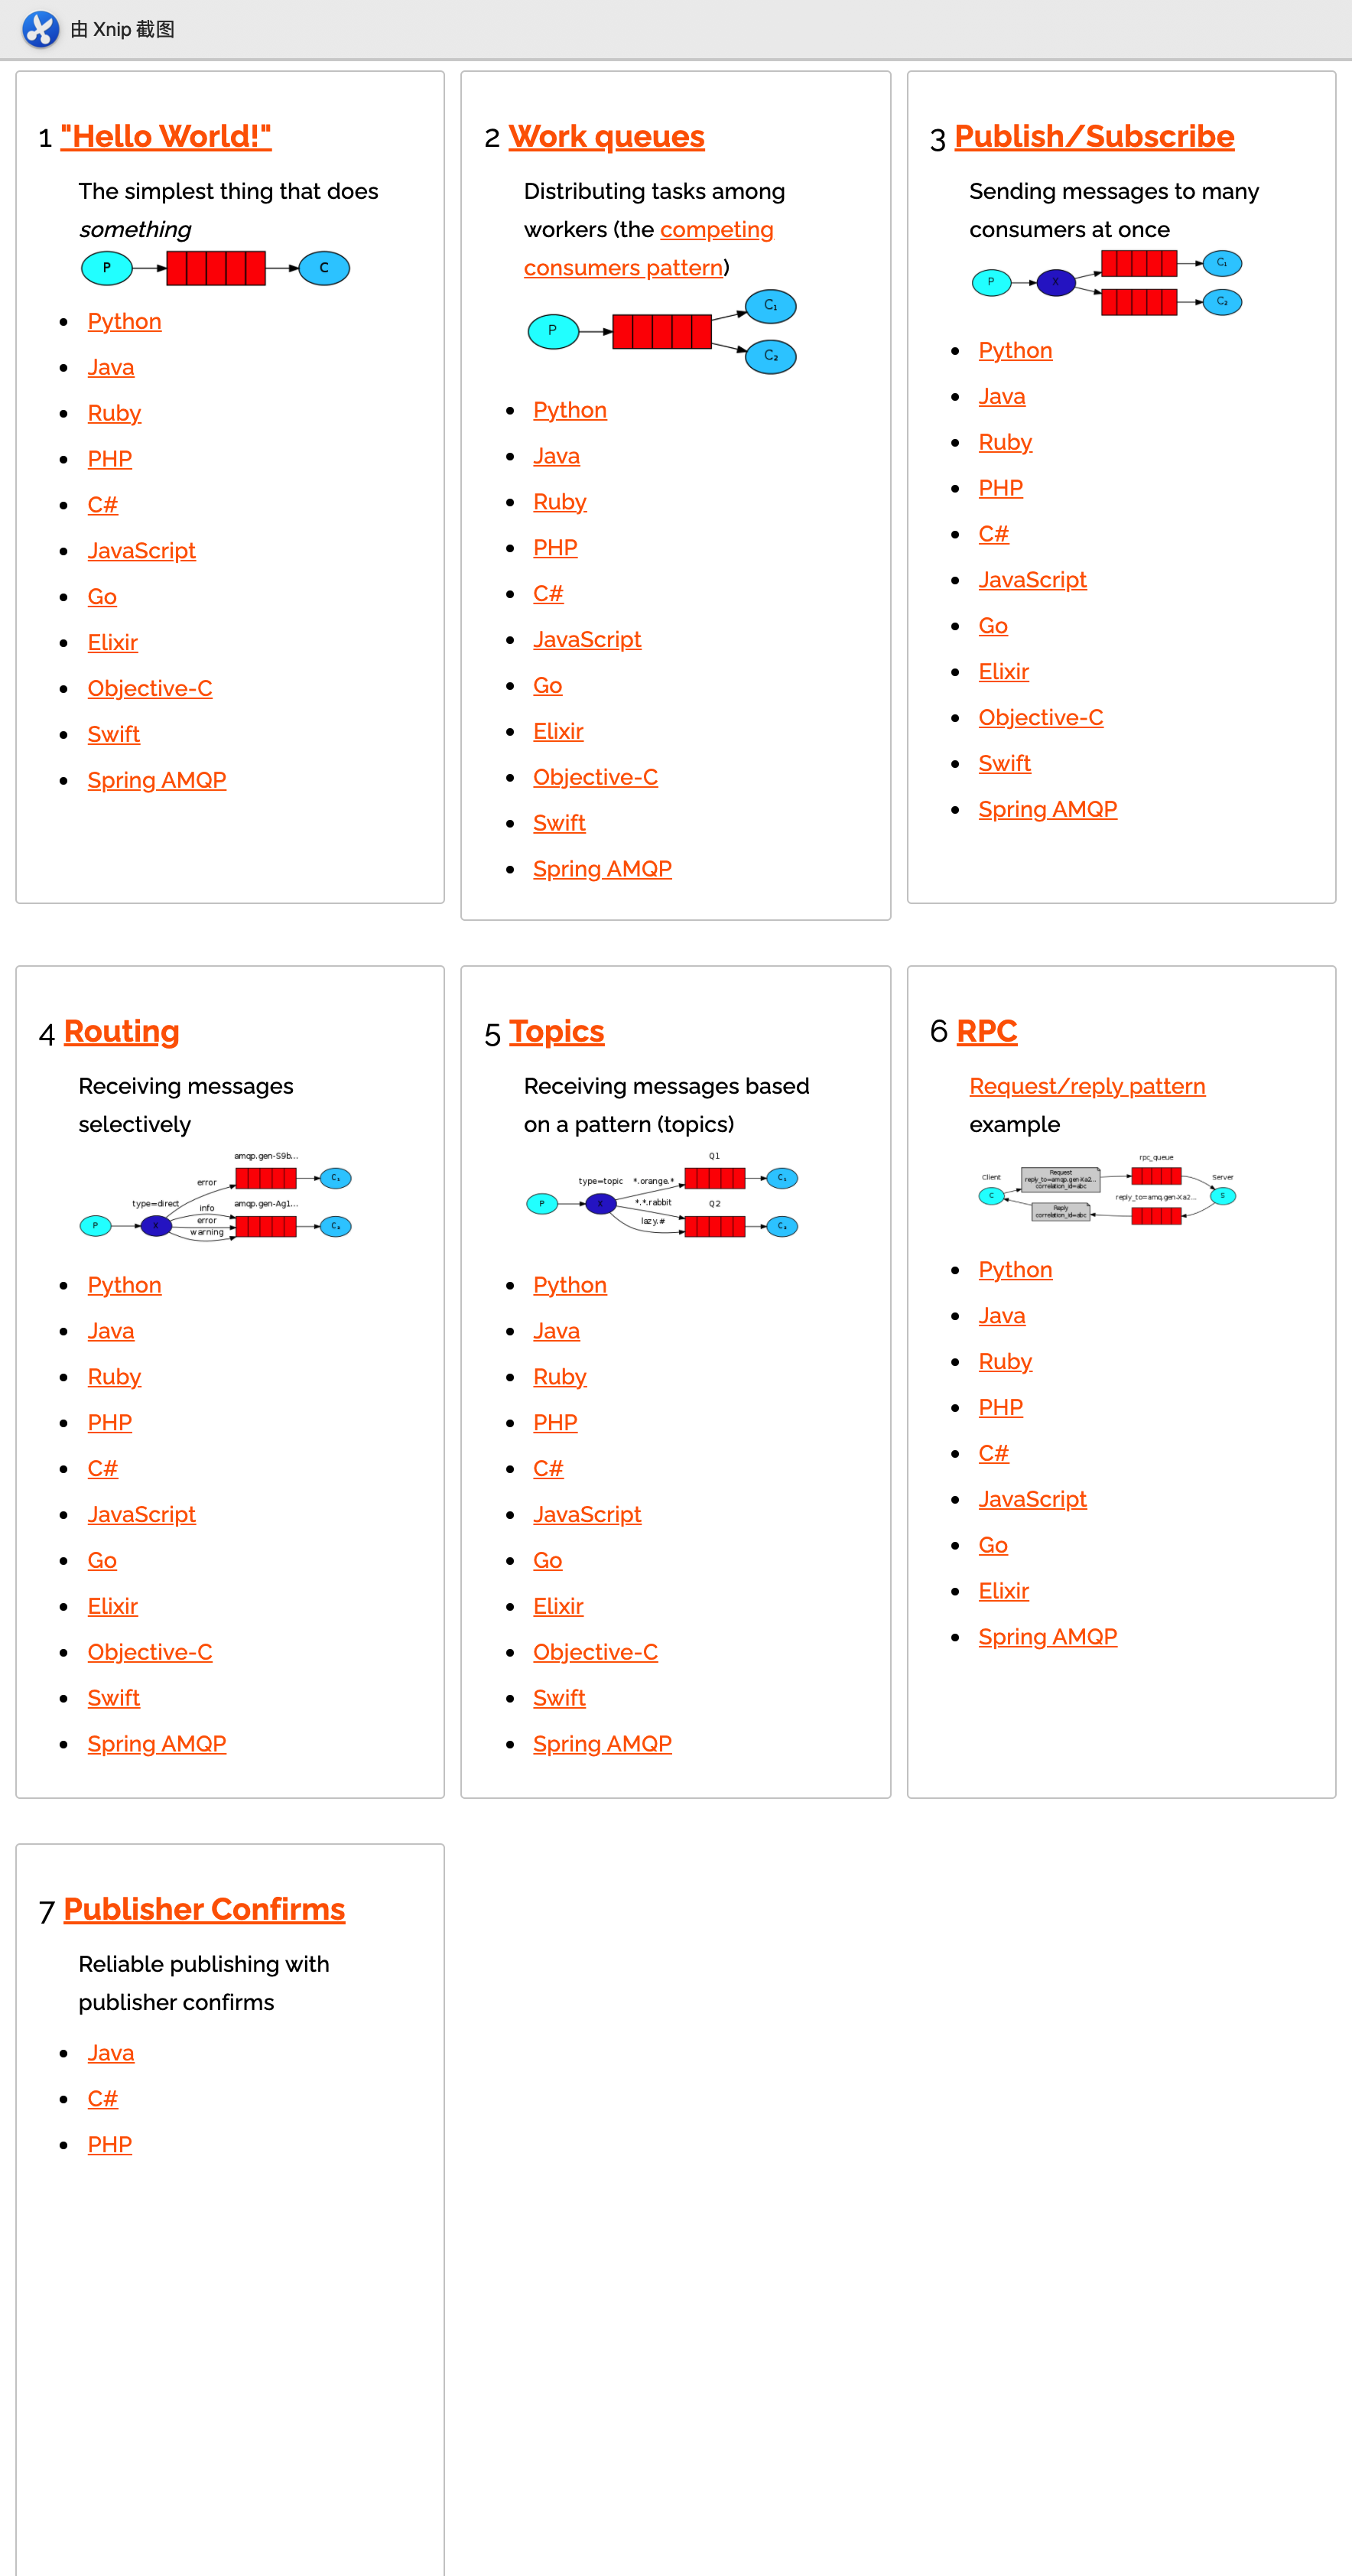 由 Xnip 截图
1 "Hello World!"
The simplest thing that does
something
P
C
Python
Java
Ruby
PHP
C#
JavaScript
Go
Elixir
Objective-C
Swift
Spring AMQP
2 Work queues
Distributing tasks among
workers (the competing
consumers pattern)
P
C₁
C₂
Python
Java
Ruby
PHP
C#
JavaScript
Go
Elixir
Objective-C
Swift
Spring AMQP
3 Publish/Subscribe
Sending messages to many
consumers at once
P
X
C₁
C₂
Python
Java
Ruby
PHP
C#
JavaScript
Go
Elixir
Objective-C
Swift
Spring AMQP
4 Routing
Receiving messages
selectively
amqp.gen-S9b...
error
C₁
type=direct
info
amqp.gen-Ag1...
P
X
error
C₂
warning
Python
Java
Ruby
PHP
C#
JavaScript
Go
Elixir
Objective-C
Swift
Spring AMQP
5 Topics
Receiving messages based
on a pattern (topics)
Q1
type=topic
*.orange.*
C₁
P
X
*.*.rabbit
Q2
lazy.#
C₂
Python
Java
Ruby
PHP
C#
JavaScript
Go
Elixir
Objective-C
Swift
Spring AMQP
6 RPC
Request/reply pattern
example
rpc_queue
Client
Request
reply_to=amqp.gen-Xa2...
correlation_id=abc
Server
C
S
reply_to=amq.gen-Xa2...
Reply
correlation_id=abc
Python
Java
Ruby
PHP
C#
JavaScript
Go
Elixir
Spring AMQP
7 Publisher Confirms
Reliable publishing with
publisher confirms
Java
C#
PHP